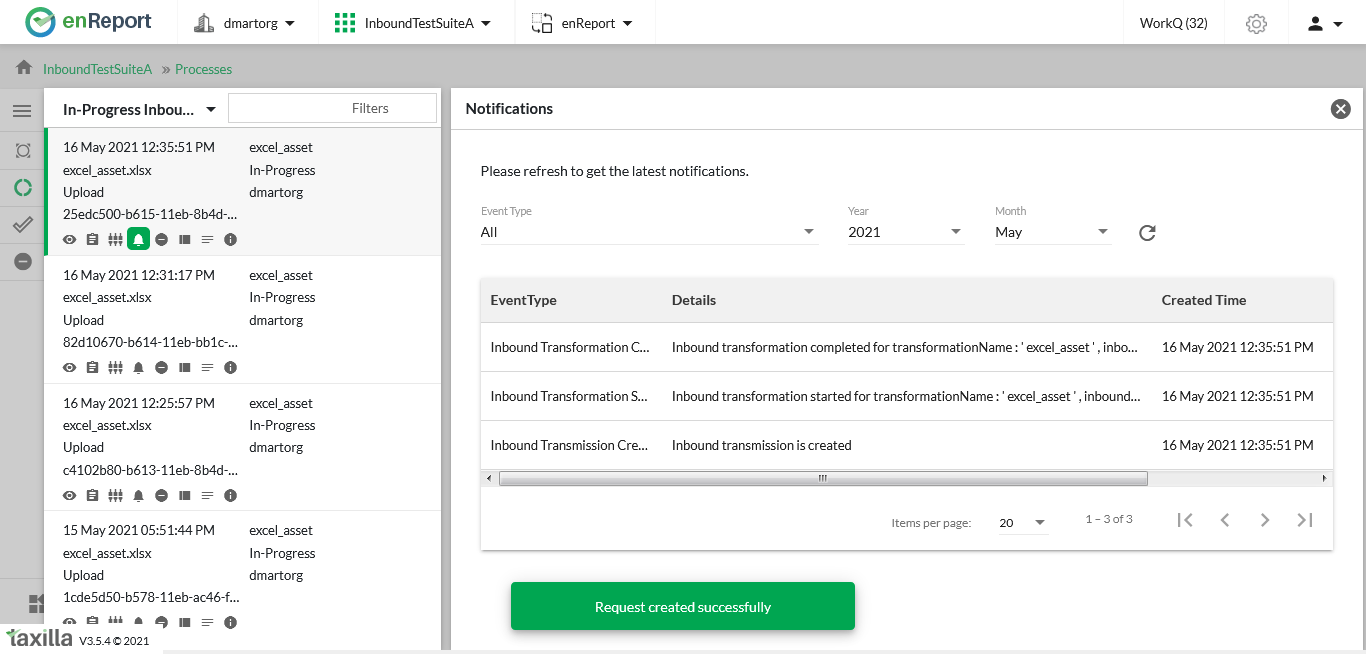 enReport
dmartorg
InboundTestSuiteA
enReport
WorkQ (32)
InboundTestSuiteA » Processes
In-Progress Inbou...
Filters
16 May 2021 12:35:51 PM excel_asset
excel_asset.xlsx In-Progress
Upload dmartorg
25edc500-b615-11eb-8b4d-...
16 May 2021 12:31:17 PM excel_asset
excel_asset.xlsx In-Progress
Upload dmartorg
82d10670-b614-11eb-bb1c-...
16 May 2021 12:25:57 PM excel_asset
excel_asset.xlsx In-Progress
Upload dmartorg
c4102b80-b613-11eb-8b4d-...
15 May 2021 05:51:44 PM excel_asset
excel_asset.xlsx In-Progress
Upload dmartorg
1cde5d50-b578-11eb-ac46-f...
taxilla V3.5.4 © 2021
Notifications
Please refresh to get the latest notifications.
Event Type Year Month
All 2021 May
EventType Details Created Time
Inbound Transformation C... Inbound transformation completed for transformationName : ' excel_asset ' , inbo... 16 May 2021 12:35:51 PM
Inbound Transformation S... Inbound transformation started for transformationName : ' excel_asset ' , inbound... 16 May 2021 12:35:51 PM
Inbound Transmission Cre... Inbound transmission is created 16 May 2021 12:35:51 PM
Items per page: 20 1 – 3 of 3
Request created successfully